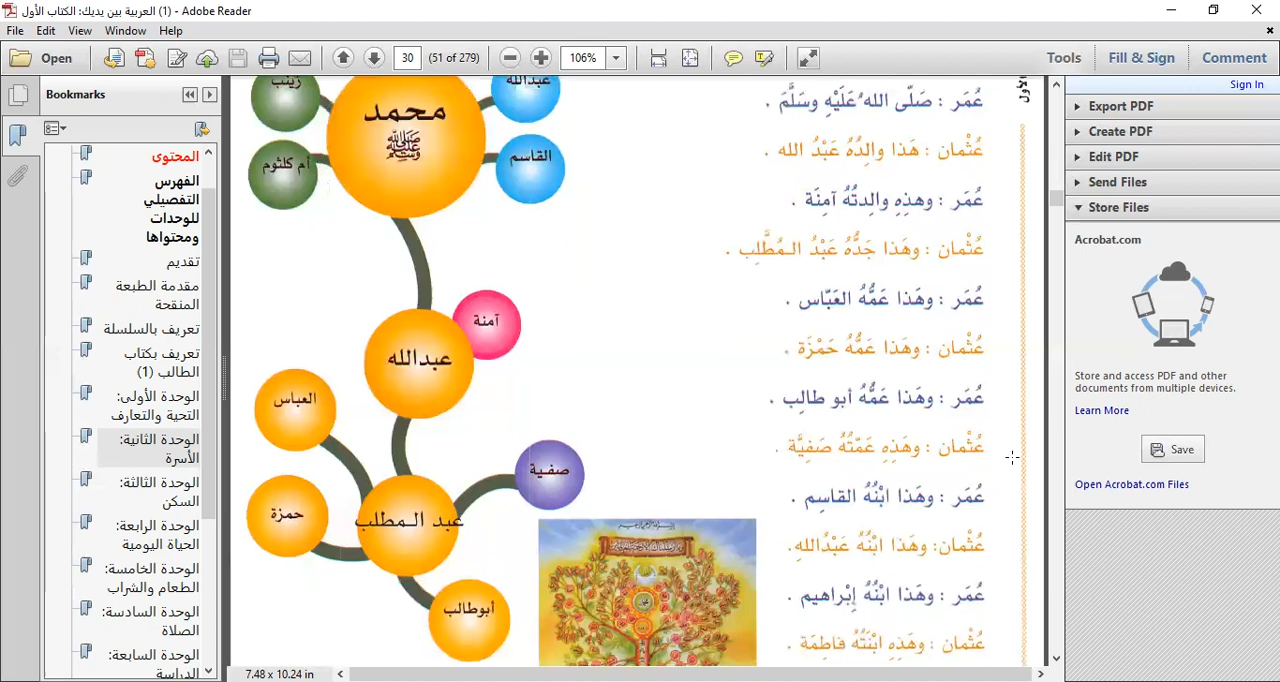 العربية بين يديك: الكتاب الأول (1) - Adobe Reader
File Edit View Window Help
Open 30 (51 of 279) 106% Tools Fill & Sign Comment
Bookmarks
المحتوى
الفهرس
التفصيلي
للوحدات
ومحتواها
تقديم
مقدمة الطبعة
المنقحة
تعريف بالسلسلة
تعريف بكتاب
الطالب (1)
الوحدة الأولى:
التحية والتعارف
الوحدة الثانية:
الأسرة
الوحدة الثالثة:
السكن
الوحدة الرابعة:
الحياة اليومية
الوحدة الخامسة:
الطعام والشراب
الوحدة السادسة:
الصلاة
الوحدة السابعة:
الدراسة
زينب
محمد
ﷺ
عبدالله
أم كلثوم
القاسم
آمنة
عبدالله
العباس
صفية
حمزة
عبد المطلب
أبوطالب
الأول
عُمَر : صَلّى اللهُ عَلَيْهِ وسَلَّمَ .
عُثْمان : هَذا والِدُهُ عَبْدُ الله .
عُمَر : وهذِهِ والِدتُهُ آمِنَة .
عُثْمان : وهَذا جَدُّهُ عَبْدُ المُطَّلِب .
عُمَر : وهَذا عَمُّهُ العَبّاس .
عُثْمان : وهَذا عَمُّهُ حَمْزَة .
عُمَر : وهَذا عَمُّهُ أبو طالِب .
عُثْمان : وهَذِهِ عَمّتُهُ صَفِيَّة .
عُمَر : وهَذا ابْنُهُ القاسِم .
عُثْمان: وهَذا ابْنُهُ عَبْدُاللهِ.
عُمَر : وهَذا ابْنُهُ إبْراهيم .
عُثْمان : وهَذِهِ ابْنَتُهُ فاطِمَة .
7.48 x 10.24 in
Sign In
Export PDF
Create PDF
Edit PDF
Send Files
Store Files
Acrobat.com
Store and access PDF and other
documents from multiple devices.
Learn More
Save
Open Acrobat.com Files